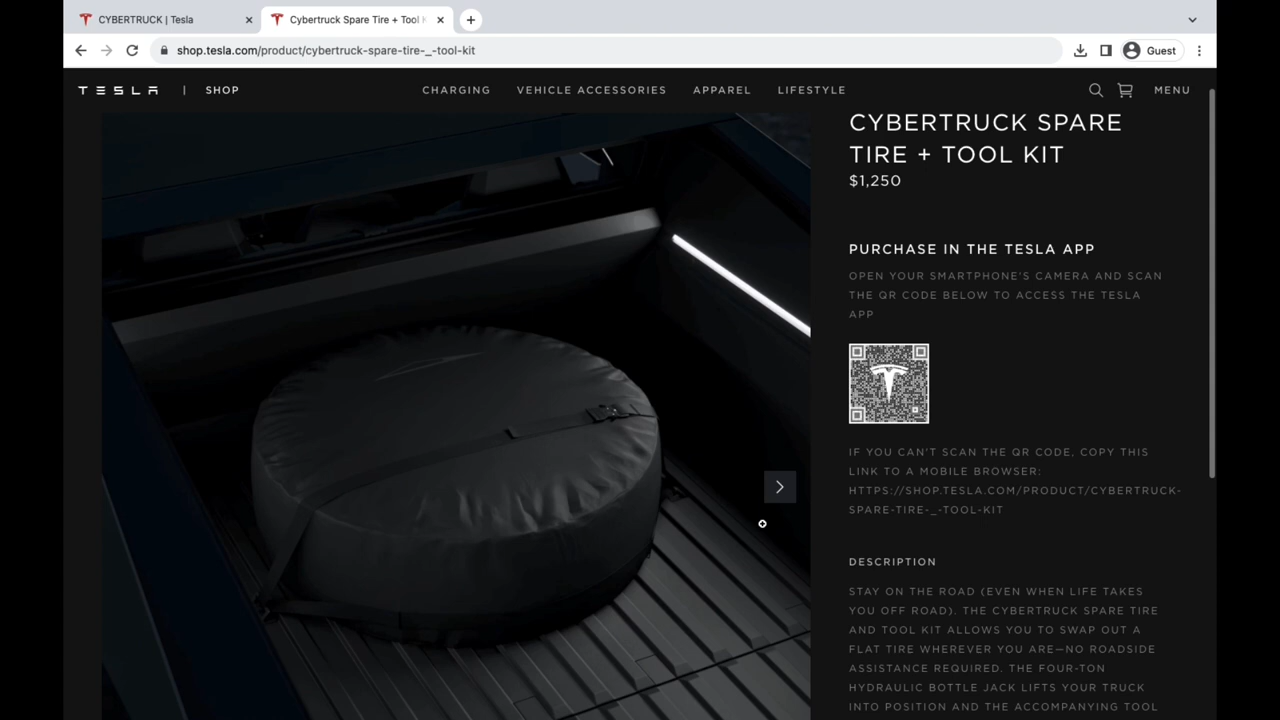 CYBERTRUCK | Tesla
Cybertruck Spare Tire + Tool K
shop.tesla.com/product/cybertruck-spare-tire-_-tool-kit
Guest
TESLA | SHOP
CHARGING VEHICLE ACCESSORIES APPAREL LIFESTYLE
MENU
CYBERTRUCK SPARE
TIRE + TOOL KIT
$1,250
PURCHASE IN THE TESLA APP
OPEN YOUR SMARTPHONE'S CAMERA AND SCAN
THE QR CODE BELOW TO ACCESS THE TESLA
APP
IF YOU CAN'T SCAN THE QR CODE, COPY THIS
LINK TO A MOBILE BROWSER:
HTTPS://SHOP.TESLA.COM/PRODUCT/CYBERTRUCK-
SPARE-TIRE-_-TOOL-KIT
DESCRIPTION
STAY ON THE ROAD (EVEN WHEN LIFE TAKES
YOU OFF ROAD). THE CYBERTRUCK SPARE TIRE
AND TOOL KIT ALLOWS YOU TO SWAP OUT A
FLAT TIRE WHEREVER YOU ARE—NO ROADSIDE
ASSISTANCE REQUIRED. THE FOUR-TON
HYDRAULIC BOTTLE JACK LIFTS YOUR TRUCK
INTO POSITION AND THE ACCOMPANYING TOOL